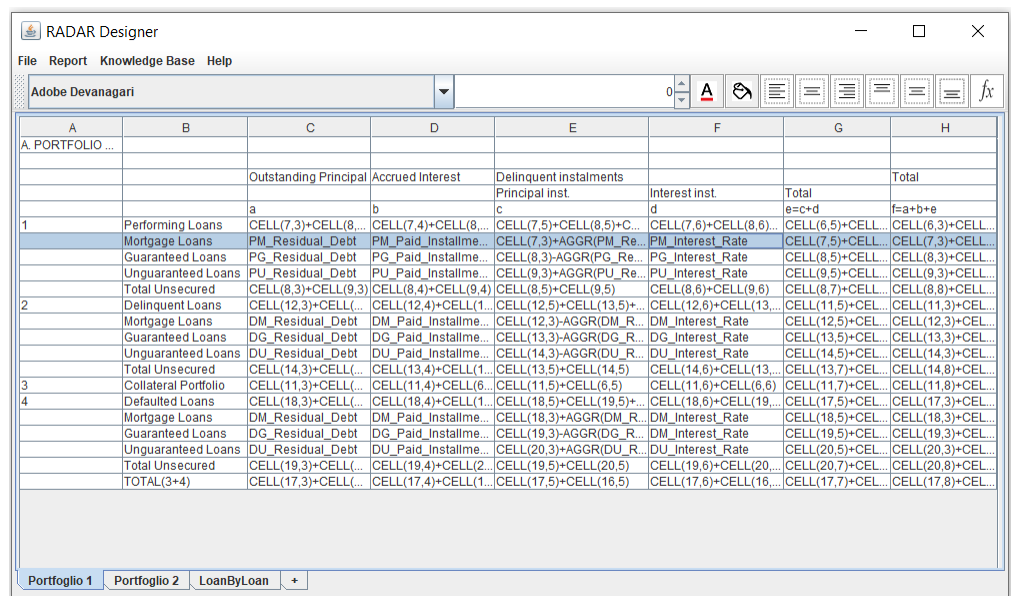 RADAR Designer
File Report Knowledge Base Help
Adobe Devanagari 0 A fx
A B C D E F G H
A. PORTFOLIO ...
Outstanding Principal Accrued Interest Delinquent instalments Total
Principal inst. Interest inst. Total
a b c d e=c+d f=a+b+e
1 Performing Loans CELL(7,3)+CELL(8,... CELL(7,4)+CELL(8,... CELL(7,5)+CELL(8,5)+C... CELL(7,6)+CELL(8,6)... CELL(6,5)+CELL... CELL(6,3)+CEL...
Mortgage Loans PM_Residual_Debt PM_Paid_Installme... CELL(7,3)+AGGR(PM_Re... PM_Interest_Rate CELL(7,5)+CEL... CELL(7,3)+CEL...
Guaranteed Loans PG_Residual_Debt PG_Paid_Installme... CELL(8,3)-AGGR(PG_Re... PG_Interest_Rate CELL(8,5)+CEL... CELL(8,3)+CEL...
Unguaranteed Loans PU_Residual_Debt PU_Paid_Installme... CELL(9,3)+AGGR(PU_Re... PU_Interest_Rate CELL(9,5)+CEL... CELL(9,3)+CEL...
Total Unsecured CELL(8,3)+CELL(9,3) CELL(8,4)+CELL(9,4) CELL(8,5)+CELL(9,5) CELL(8,6)+CELL(9,6) CELL(8,7)+CEL... CELL(8,8)+CEL...
2 Delinquent Loans CELL(12,3)+CELL(... CELL(12,4)+CELL(1... CELL(12,5)+CELL(13,5)+... CELL(12,6)+CELL(13,... CELL(11,5)+CEL... CELL(11,3)+CEL...
Mortgage Loans DM_Residual_Debt DM_Paid_Installme... CELL(12,3)-AGGR(DM_R... DM_Interest_Rate CELL(12,5)+CEL... CELL(12,3)+CEL...
Guaranteed Loans DG_Residual_Debt DG_Paid_Installme... CELL(13,3)-AGGR(DG_R... DG_Interest_Rate CELL(13,5)+CEL... CELL(13,3)+CEL...
Unguaranteed Loans DU_Residual_Debt DU_Paid_Installme... CELL(14,3)-AGGR(DU_R... DU_Interest_Rate CELL(14,5)+CEL... CELL(14,3)+CEL...
Total Unsecured CELL(14,3)+CELL(... CELL(13,4)+CELL(1... CELL(13,5)+CELL(14,5) CELL(14,6)+CELL(13,... CELL(13,7)+CEL... CELL(14,8)+CEL...
3 Collateral Portfolio CELL(11,3)+CELL(... CELL(11,4)+CELL(6... CELL(11,5)+CELL(6,5) CELL(11,6)+CELL(6,6) CELL(11,7)+CEL... CELL(11,8)+CEL...
4 Defaulted Loans CELL(18,3)+CELL(... CELL(18,4)+CELL(1... CELL(18,5)+CELL(19,5)+... CELL(18,6)+CELL(19,... CELL(17,5)+CEL... CELL(17,3)+CEL...
Mortgage Loans DM_Residual_Debt DM_Paid_Installme... CELL(18,3)+AGGR(DM_R... DM_Interest_Rate CELL(18,5)+CEL... CELL(18,3)+CEL...
Guaranteed Loans DG_Residual_Debt DG_Paid_Installme... CELL(19,3)-AGGR(DG_R... DG_Interest_Rate CELL(19,5)+CEL... CELL(19,3)+CEL...
Unguaranteed Loans DU_Residual_Debt DU_Paid_Installme... CELL(20,3)+AGGR(DU_R... DU_Interest_Rate CELL(20,5)+CEL... CELL(20,3)+CEL...
Total Unsecured CELL(19,3)+CELL(... CELL(19,4)+CELL(2... CELL(19,5)+CELL(20,5) CELL(19,6)+CELL(20,... CELL(20,7)+CEL... CELL(20,8)+CEL...
TOTAL(3+4) CELL(17,3)+CELL(... CELL(17,4)+CELL(1... CELL(17,5)+CELL(16,5) CELL(17,6)+CELL(16,... CELL(17,7)+CEL... CELL(17,8)+CEL...
Portfoglio 1 Portfoglio 2 LoanByLoan +